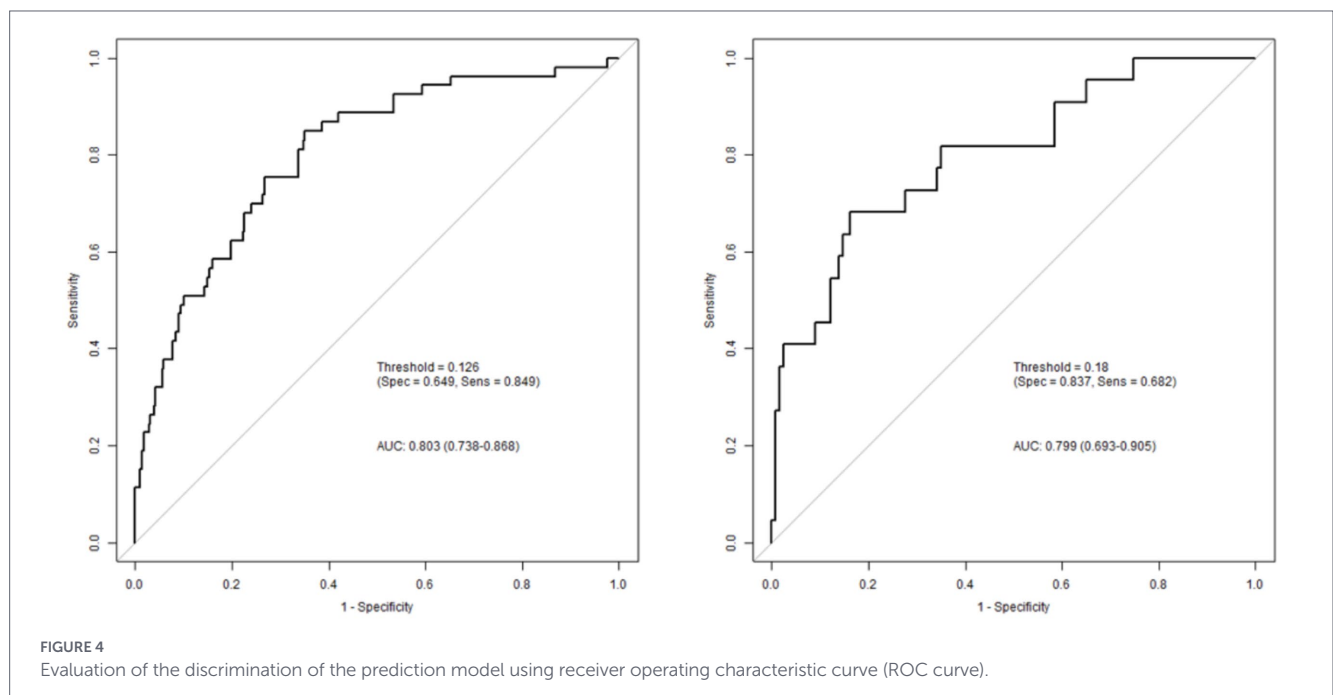 1.0
0.8
0.6
0.4
0.2
0.0
Sensitivity
Threshold = 0.126
(Spec = 0.649, Sens = 0.849)
AUC: 0.803 (0.738-0.868)
0.0 0.2 0.4 0.6 0.8 1.0
1 - Specificity
1.0
0.8
0.6
0.4
0.2
0.0
Sensitivity
Threshold = 0.18
(Spec = 0.837, Sens = 0.682)
AUC: 0.799 (0.693-0.905)
0.0 0.2 0.4 0.6 0.8 1.0
1 - Specificity
FIGURE 4
Evaluation of the discrimination of the prediction model using receiver operating characteristic curve (ROC curve).